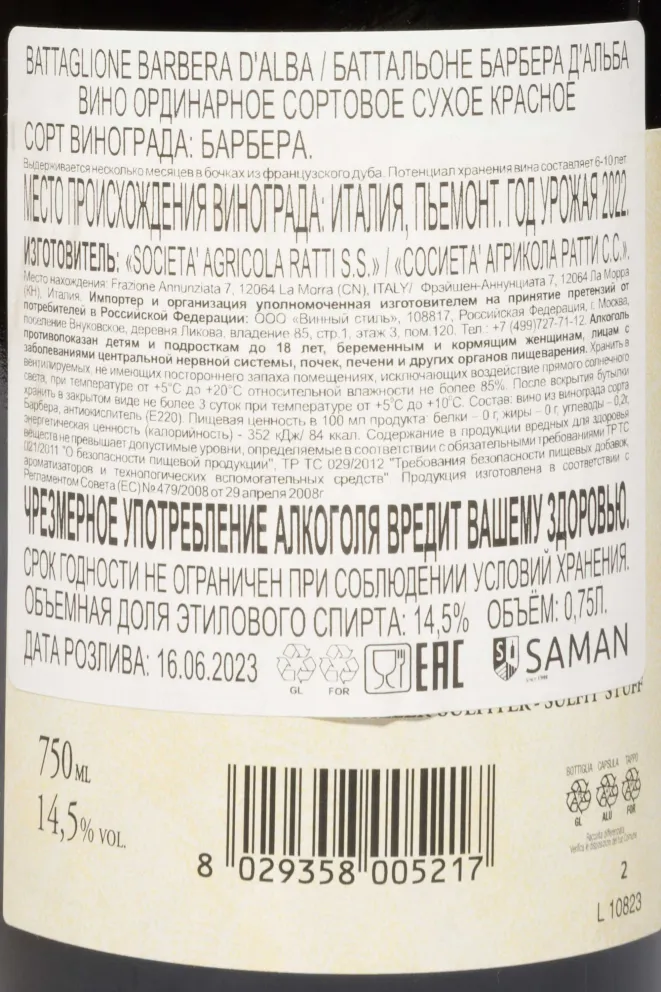 BATTAGLIONE BARBERA D'ALBA / БАТТАЛЬОНЕ БАРБЕРА Д'АЛЬБА
ВИНО ОРДИНАРНОЕ СОРТОВОЕ СУХОЕ КРАСНОЕ
СОРТ ВИНОГРАДА: БАРБЕРА.
Выдерживается несколько месяцев в бочках из французского дуба. Потенциал хранения вина составляет 6-10 лет.
МЕСТО ПРОИСХОЖДЕНИЯ ВИНОГРАДА: ИТАЛИЯ, ПЬЕМОНТ. ГОД УРОЖАЯ 2022.
ИЗГОТОВИТЕЛЬ: «SOCIETA' AGRICOLA RATTI S.S.» / «СОСИЕТА' АГРИКОЛА РАТТИ С.С.».
Место нахождения: Frazione Annunziata 7, 12064 La Morra (CN), ITALY/ Фрэйшен-Аннунциата 7, 12064 Ла Морра
(КН), Италия. Импортер и организация уполномоченная изготовителем на принятие претензий от
потребителей в Российской Федерации: ООО «Винный стиль», 108817, Российская Федерация, г. Москва,
поселение Внуковское, деревня Ликова, владение 85, стр.1, этаж 3, пом.120. Тел.: +7 (499)727-71-12. Алкоголь
противопоказан детям и подросткам до 18 лет, беременным и кормящим женщинам, лицам с
заболеваниями центральной нервной системы, почек, печени и других органов пищеварения. Хранить в
вентилируемых, не имеющих постороннего запаха помещениях, исключающих воздействие прямого солнечного
света, при температуре от +5°С до +20°С относительной влажности не более 85%. После вскрытия бутылки
хранить в закрытом виде не более 3 суток при температуре от +5°С до +10°С. Состав: вино из винограда сорта
Барбера, антиокислитель (Е220). Пищевая ценность в 100 мл продукта: белки – 0 г, жиры – 0 г, углеводы - 0,2г,
энергетическая ценность (калорийность) - 352 кДж/ 84 ккал. Содержание в продукции вредных для здоровья
веществ не превышает допустимые уровни, определяемые в соответствии с обязательными требованиями ТР ТС
021/2011 "О безопасности пищевой продукции", ТР ТС 029/2012 "Требования безопасности пищевых добавок,
ароматизаторов и технологических вспомогательных средств" Продукция изготовлена в соответствии с
Регламентом Совета (ЕС) № 479/2008 от 29 апреля 2008г
ЧРЕЗМЕРНОЕ УПОТРЕБЛЕНИЕ АЛКОГОЛЯ ВРЕДИТ ВАШЕМУ ЗДОРОВЬЮ.
СРОК ГОДНОСТИ НЕ ОГРАНИЧЕН ПРИ СОБЛЮДЕНИИ УСЛОВИЙ ХРАНЕНИЯ.
ОБЪЕМНАЯ ДОЛЯ ЭТИЛОВОГО СПИРТА: 14,5% ОБЪЁМ: 0,75Л.
ДАТА РОЗЛИВА: 16.06.2023
GL FOR EAC S SAMAN
SULFITER - SULFIT STUFF
750 ML
14,5% VOL.
8 029358 005217
BOTTIGLIA CAPSULA TAPPO
GL ALU FOR
Raccolta differenziata.
Verifica le disposizioni del tuo Comune
2
L 10823